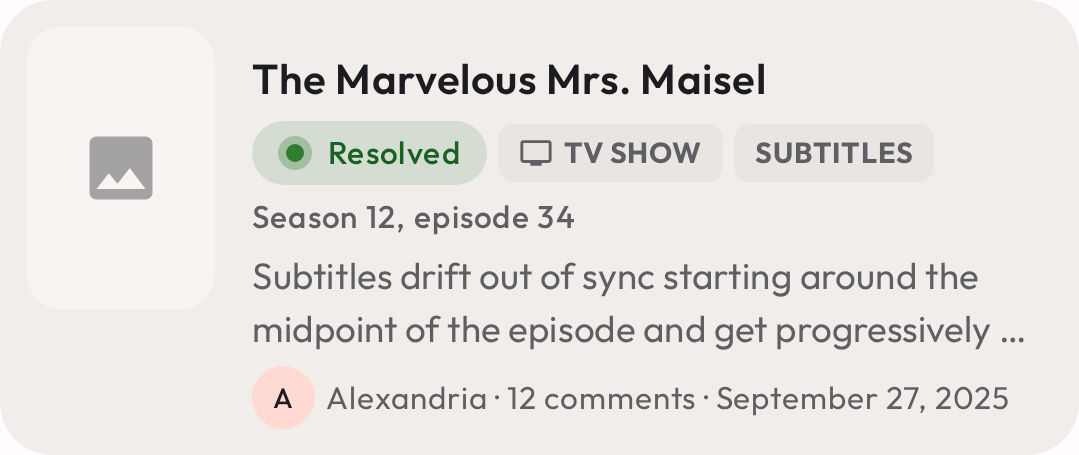 The Marvelous Mrs. Maisel
Resolved TV SHOW SUBTITLES
Season 12, episode 34
Subtitles drift out of sync starting around the
midpoint of the episode and get progressively ...
A Alexandria · 12 comments · September 27, 2025